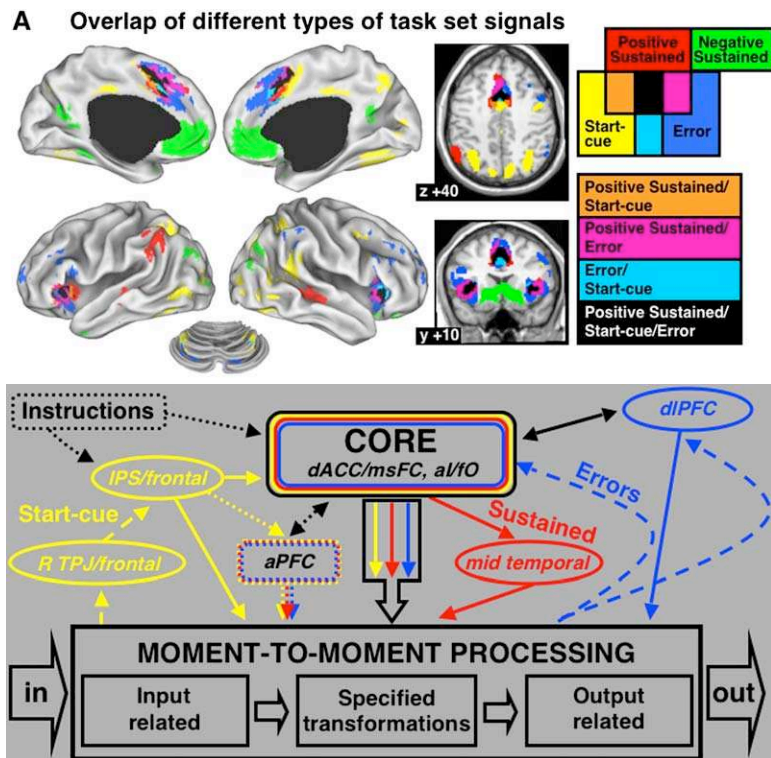 A Overlap of different types of task set signals
Positive
Sustained
Negative
Sustained
Start-
cue
Error
z +40
Positive Sustained/
Start-cue
Positive Sustained/
Error
Error/
Start-cue
Positive Sustained/
Start-cue/Error
y +10
Instructions
CORE
dACC/msFC, aI/fO
dlPFC
IPS/frontal
Errors
Start-cue
Sustained
R TPJ/frontal
aPFC
mid temporal
MOMENT-TO-MOMENT PROCESSING
in
Input
related
Specified
transformations
Output
related
out